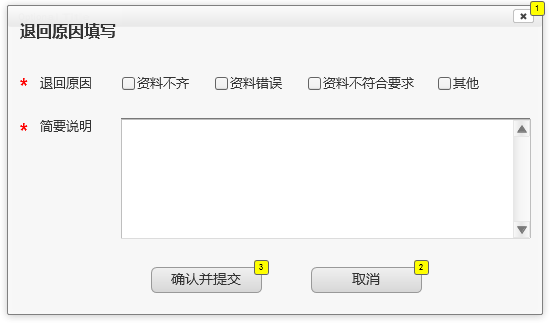 1
退回原因填写
* 退回原因 资料不齐 资料错误 资料不符合要求 其他
* 简要说明
确认并提交 3 取消 2